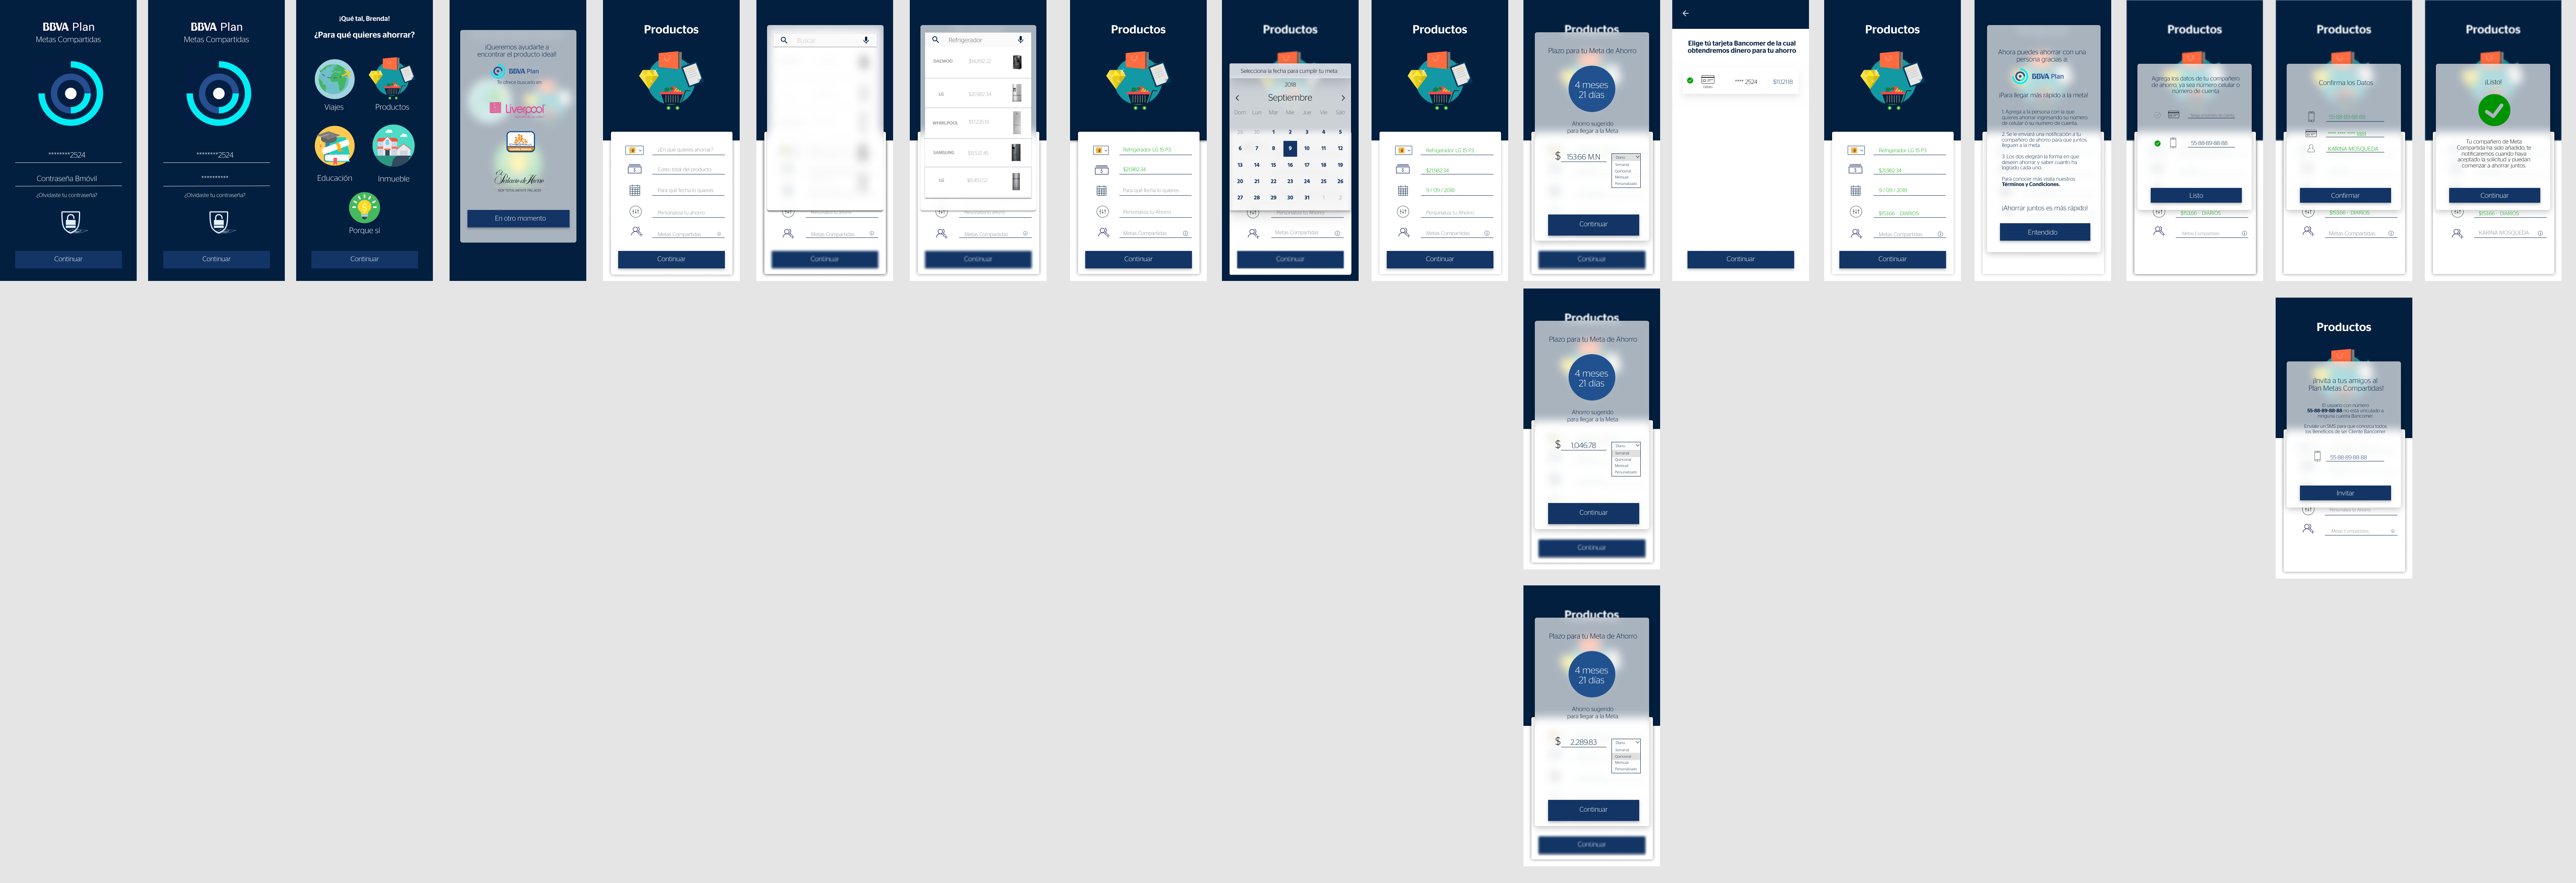 BBVA Plan
Metas Compartidas
********2524
Contraseña Bmóvil
¿Olvidaste tu contraseña?
Continuar
BBVA Plan
Metas Compartidas
********2524
**********
¿Olvidaste tu contraseña?
Continuar
¡Qué tal, Brenda!
¿Para qué quieres ahorrar?
Viajes
Productos
Educación
Inmueble
Porque sí
Continuar
¡Queremos ayudarte a
encontrar el producto ideal!
BBVA Plan
Te ofrece buscarlo en:
Liverpool
El Palacio de Hierro
SOY TOTALMENTE PALACIO
En otro momento
Productos
¿En qué quieres ahorrar?
Costo total de producto
Para qué fecha lo quieres
Personaliza tu ahorro
Metas Compartidas
Continuar
Buscar
Personaliza tu ahorro
Metas Compartidas
Continuar
Refrigerador
DAEWOO
LG
$21,982.34
WHIRLPOOL
SAMSUNG
LG
Personaliza tu ahorro
Metas Compartidas
Continuar
Productos
Refrigerador LG 15 P3
$21,982.34
Para qué fecha lo quieres
Personaliza tu Ahorro
Metas Compartidas
Continuar
Productos
Selecciona la fecha para cumplir tu meta
2018
Septiembre
Dom Lun Mar Mie Jue Vie Sab
29 30 1 2 3 4 5
6 7 8 9 10 11 12
13 14 15 16 17 18 19
20 21 22 23 24 25 26
27 28 29 30 31 1 2
Personaliza tu Ahorro
Metas Compartidas
Continuar
Productos
Refrigerador LG 15 P3
$21,982.34
9 / 09 / 2018
Personaliza tu Ahorro
Metas Compartidas
Continuar
Productos
Plazo para tu Meta de Ahorro
4 meses
21 días
Ahorro sugerido
para llegar a la Meta
$ 153.66 M.N
Diario
Semanal
Quincenal
Mensual
Personalizado
Continuar
Continuar
Elige tú tarjeta Bancomer de la cual
obtendremos dinero para tu ahorro
**** 2524
Continuar
Productos
Refrigerador LG 15 P3
$21,982.34
9 / 09 / 2018
$153.66 - DIARIOS
Metas Compartidas
Continuar
Ahora puedes ahorrar con una
persona gracias a:
BBVA Plan
¡Para llegar más rápido a la meta!
1. Agrega a la persona con la que
quieres ahorrar ingresando su número
de celular o su numero de cuenta.
2. Se le enviará una notificación a tu
compañero de ahorro para que juntos
lleguen a la meta
3. Los dos elegirán la forma en que
deseen ahorrar y saber cuanto ha
logrado cada uno.
Para conocer más visita nuestros
Términos y Condiciones.
¡Ahorrar juntos es más rápido!
Entendido
Productos
Agrega los datos de tu compañero
de ahorro, ya sea número celular o
número de cuenta
55-88-89-88-88
Listo
$153.66 - DIARIOS
Metas Compartidas
Productos
Confirma los Datos
55-88-89-88-88
KARINA MOSQUEDA
Confirmar
$153.66 - DIARIOS
Metas Compartidas
Productos
¡Listo!
Tu compañero de Meta
Compartida ha sido añadido, te
notificaremos cuando haya
aceptado la solicitud y puedan
comenzar a ahorrar juntos.
Continuar
$153.66 - DIARIOS
KARINA MOSQUEDA
Productos
Plazo para tu Meta de Ahorro
4 meses
21 días
Ahorro sugerido
para llegar a la Meta
$ 1,046.78
Diario
Semanal
Quincenal
Mensual
Personalizado
Continuar
Continuar
Productos
¡Invita a tus amigos al
Plan Metas Compartidas!
El usuario con número
55-88-89-88-88 no está vinculado a
ninguna cuenta Bancomer.
Envíale un SMS para que conozca todos
los Beneficios de ser Cliente Bancomer
55-88-89-88-88
Invitar
Personaliza tu ahorro
Metas Compartidas
Productos
Plazo para tu Meta de Ahorro
4 meses
21 días
Ahorro sugerido
para llegar a la Meta
$ 2,289.83
Diario
Semanal
Quincenal
Mensual
Personalizado
Continuar
Continuar